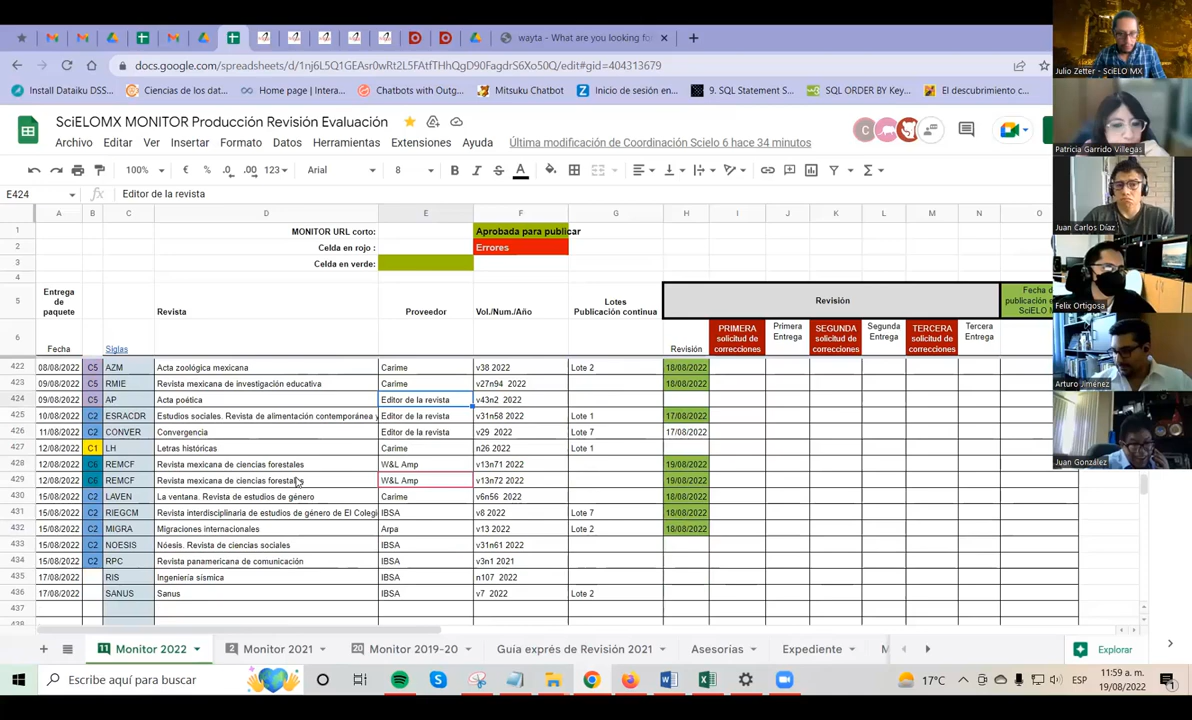 wayta - What are you looking for
docs.google.com/spreadsheets/d/1nj6L5Q1GEAsr0wRt2L5FAtfTHhQgD90FagdrS6Xo50Q/edit#gid=404313679
Install Dataiku DSS... Ciencias de los dat... Home page | Intera... Chatbots with Outg... Mitsuku Chatbot Inicio de sesión en... 9. SQL Statement S... SQL ORDER BY Key... El descubrimiento c...
SciELOMX MONITOR Producción Revisión Evaluación
Archivo Editar Ver Insertar Formato Datos Herramientas Extensiones Ayuda Última modificación de Coordinación Scielo 6 hace 34 minutos
100% € % .0 .00 123 Arial 8 B I S A
E424 fx Editor de la revista
A B C D E F G H I J K L M N O
1 MONITOR URL corto: Aprobada para publicar
2 Celda en rojo : Errores
3 Celda en verde:
4
5 Entrega de paquete Revista Proveedor Vol./Num./Año Lotes Publicación continua Revisión
6 Fecha Siglas Revisión PRIMERA solicitud de correcciones Primera Entrega SEGUNDA solicitud de correcciones Segunda Entrega TERCERA solicitud de correcciones Tercera Entrega
422 08/08/2022 C5 AZM Acta zoológica mexicana Carime v38 2022 Lote 2 18/08/2022
423 09/08/2022 C5 RMIE Revista mexicana de investigación educativa Carime v27n94 2022 18/08/2022
424 09/08/2022 C5 AP Acta poética Editor de la revista v43n2 2022
425 10/08/2022 C2 ESRACDR Estudios sociales. Revista de alimentación contemporánea y Editor de la revista v31n58 2022 Lote 1 17/08/2022
426 11/08/2022 C2 CONVER Convergencia Editor de la revista v29 2022 Lote 7 17/08/2022
427 12/08/2022 C1 LH Letras históricas Carime n26 2022 Lote 1
428 12/08/2022 C6 REMCF Revista mexicana de ciencias forestales W&L Amp v13n71 2022 19/08/2022
429 12/08/2022 C6 REMCF Revista mexicana de ciencias forestales W&L Amp v13n72 2022 19/08/2022
430 15/08/2022 C2 LAVEN La ventana. Revista de estudios de género Carime v6n56 2022 18/08/2022
431 15/08/2022 C2 RIEGCM Revista interdisciplinaria de estudios de género de El Colegi IBSA v8 2022 Lote 7 18/08/2022
432 15/08/2022 C2 MIGRA Migraciones internacionales Arpa v13 2022 Lote 2 18/08/2022
433 15/08/2022 C2 NOESIS Nóesis. Revista de ciencias sociales IBSA v31n61 2022
434 15/08/2022 C2 RPC Revista panamericana de comunicación IBSA v3n1 2021
435 17/08/2022 RIS Ingeniería sísmica IBSA n107 2022
436 17/08/2022 SANUS Sanus IBSA v7 2022 Lote 2
437
Monitor 2022 Monitor 2021 Monitor 2019-20 Guia exprés de Revisión 2021 Asesorias Expediente Explorar
Escribe aquí para buscar 17°C ESP 11:59 a. m. 19/08/2022
Julio Zetter - SciELO MX
Patricia Garrido Villegas
Juan Carlos Díaz
Felix Ortigosa
Arturo Jiménez
Juan González